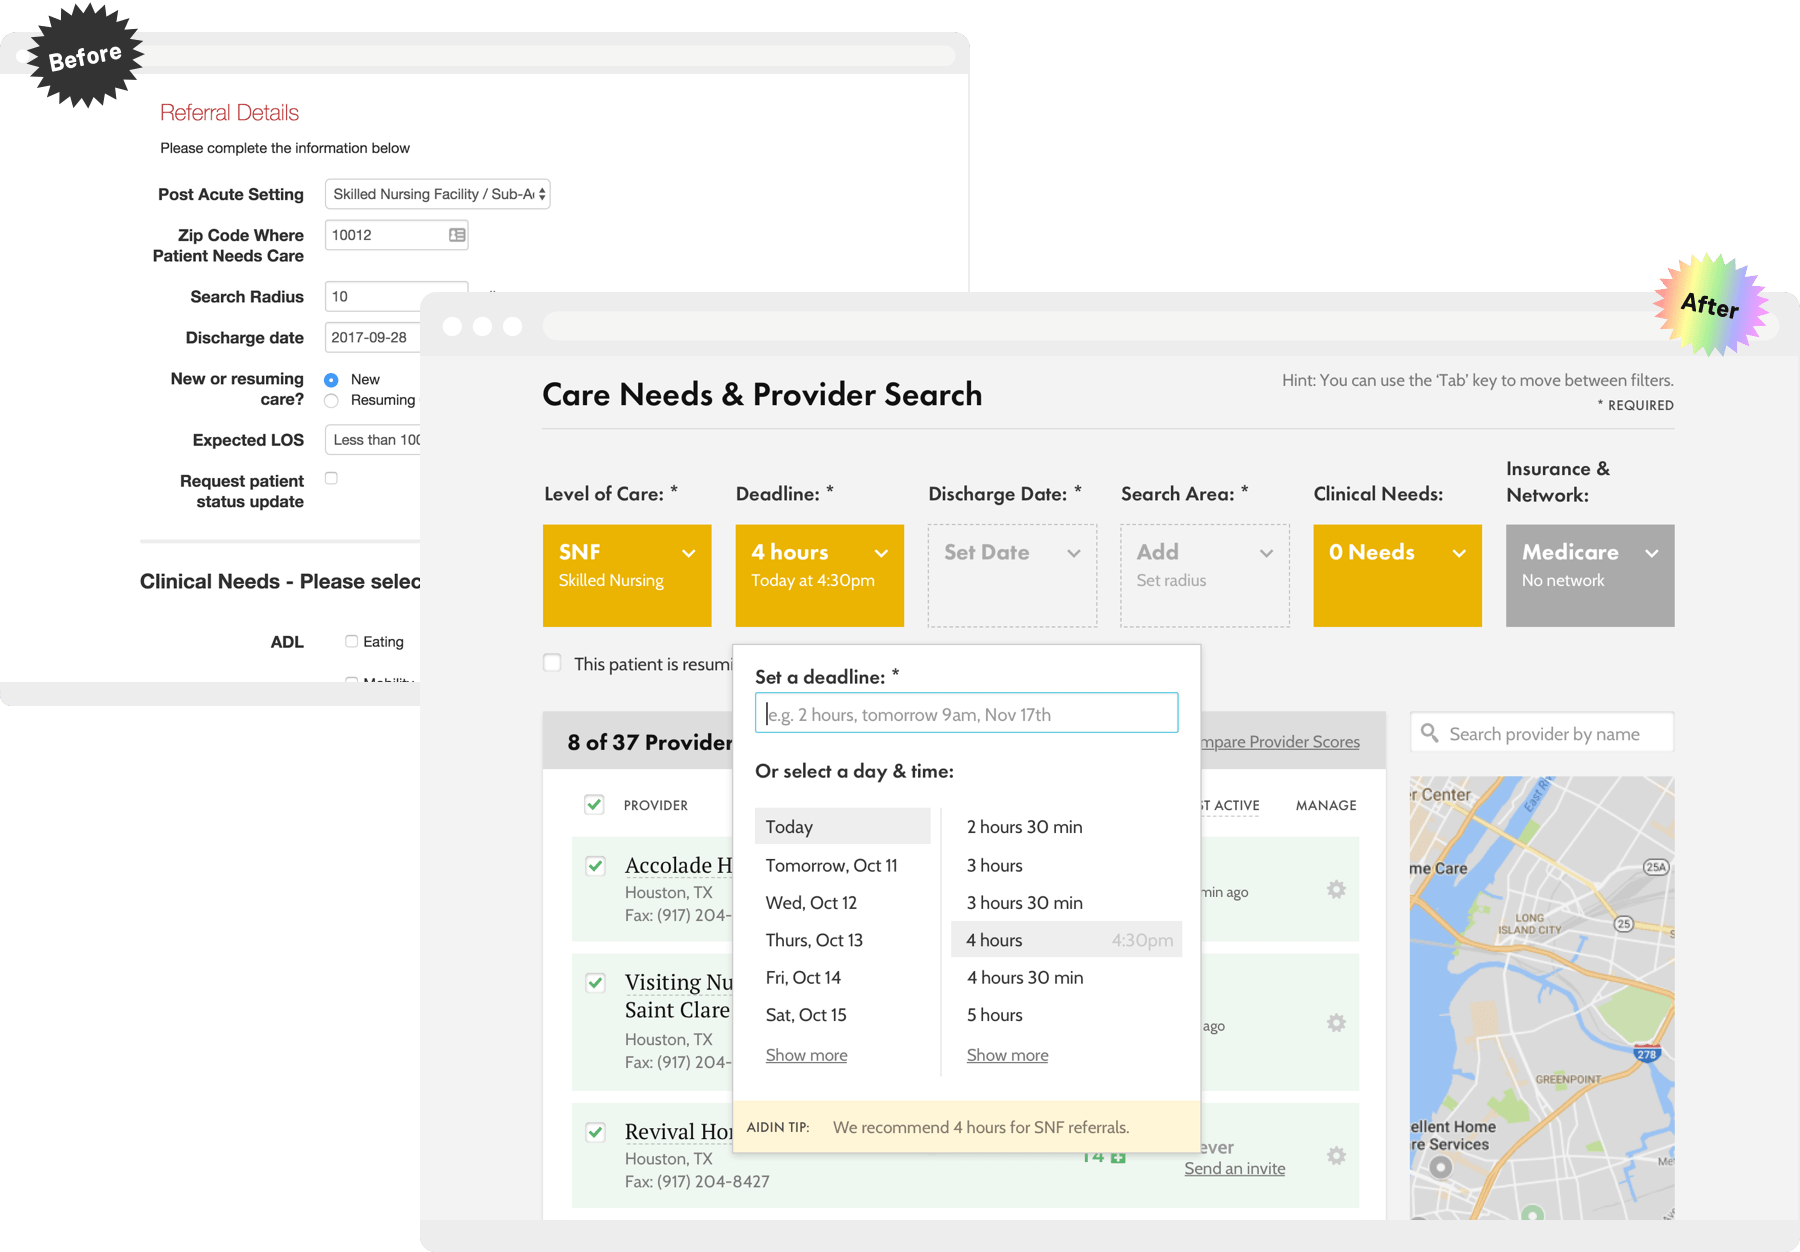 Before
Referral Details
Please complete the information below
Post Acute Setting
Skilled Nursing Facility / Sub-A
Zip Code Where
Patient Needs Care
10012
Search Radius
10
Discharge date
2017-09-28
New or resuming
care?
New
Resuming
Expected LOS
Less than 100
Request patient
status update
Clinical Needs - Please selec
ADL
Eating
Mobility
After
Care Needs & Provider Search
Hint: You can use the ‘Tab’ key to move between filters.
* REQUIRED
Level of Care: *
Deadline: *
Discharge Date: *
Search Area: *
Clinical Needs:
Insurance &
Network:
SNF
Skilled Nursing
4 hours
Today at 4:30pm
Set Date
Add
Set radius
0 Needs
Medicare
No network
This patient is resumi
Set a deadline: *
e.g. 2 hours, tomorrow 9am, Nov 17th
Or select a day & time:
Today
Tomorrow, Oct 11
Wed, Oct 12
Thurs, Oct 13
Fri, Oct 14
Sat, Oct 15
Show more
2 hours 30 min
3 hours
3 hours 30 min
4 hours 4:30pm
4 hours 30 min
5 hours
Show more
AIDIN TIP: We recommend 4 hours for SNF referrals.
8 of 37 Provider
mpare Provider Scores
PROVIDER
ST ACTIVE
MANAGE
Accolade H
Houston, TX
Fax: (917) 204-
min ago
Visiting Nu
Saint Clare
Houston, TX
Fax: (917) 204-
ago
Revival Ho
Houston, TX
Fax: (917) 204-8427
14
ever
Send an invite
Search provider by name
r Center
East Ri
me Care
25A
LONG
ISLAND CITY
25
278
GREENPOINT
ellent Home
re Services
Me